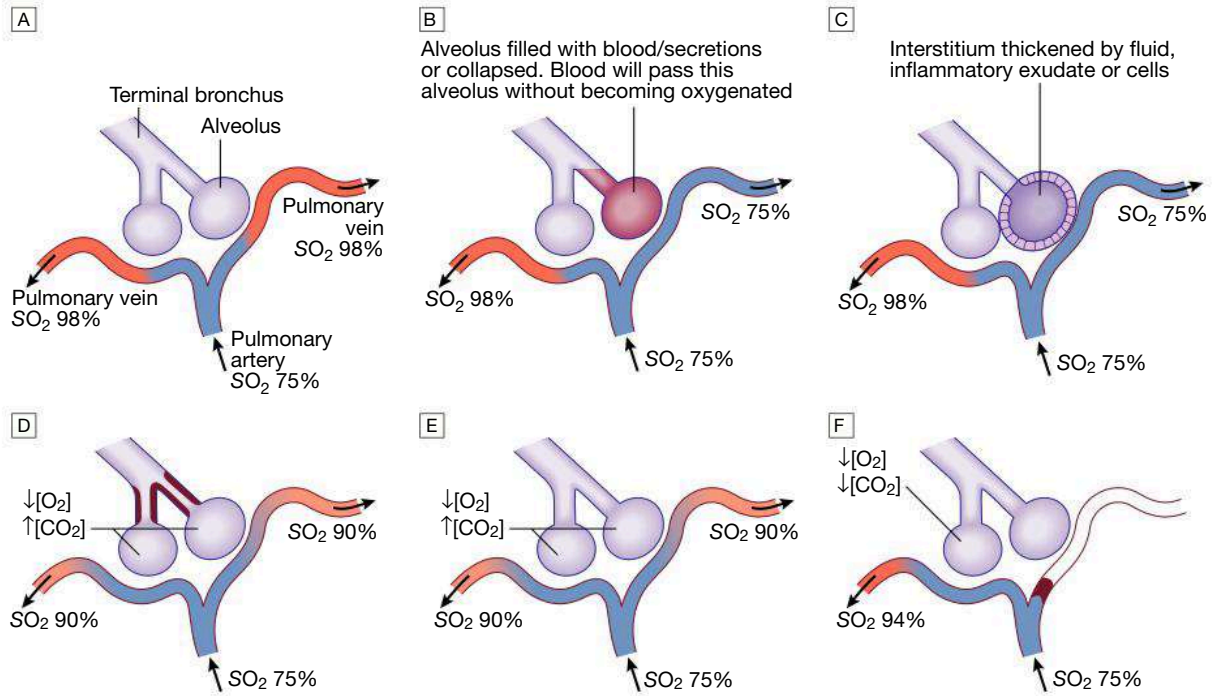 A
Terminal bronchus
Alveolus
Pulmonary
vein
SO2 98%
Pulmonary vein
SO2 98%
Pulmonary
artery
SO2 75%
B
Alveolus filled with blood/secretions
or collapsed. Blood will pass this
alveolus without becoming oxygenated
SO2 75%
SO2 98%
SO2 75%
C
Interstitium thickened by fluid,
inflammatory exudate or cells
SO2 75%
SO2 98%
SO2 75%
D
↓[O2]
↑[CO2]
SO2 90%
SO2 90%
SO2 75%
E
↓[O2]
↑[CO2]
SO2 90%
SO2 90%
SO2 75%
F
↓[O2]
↓[CO2]
SO2 94%
SO2 75%